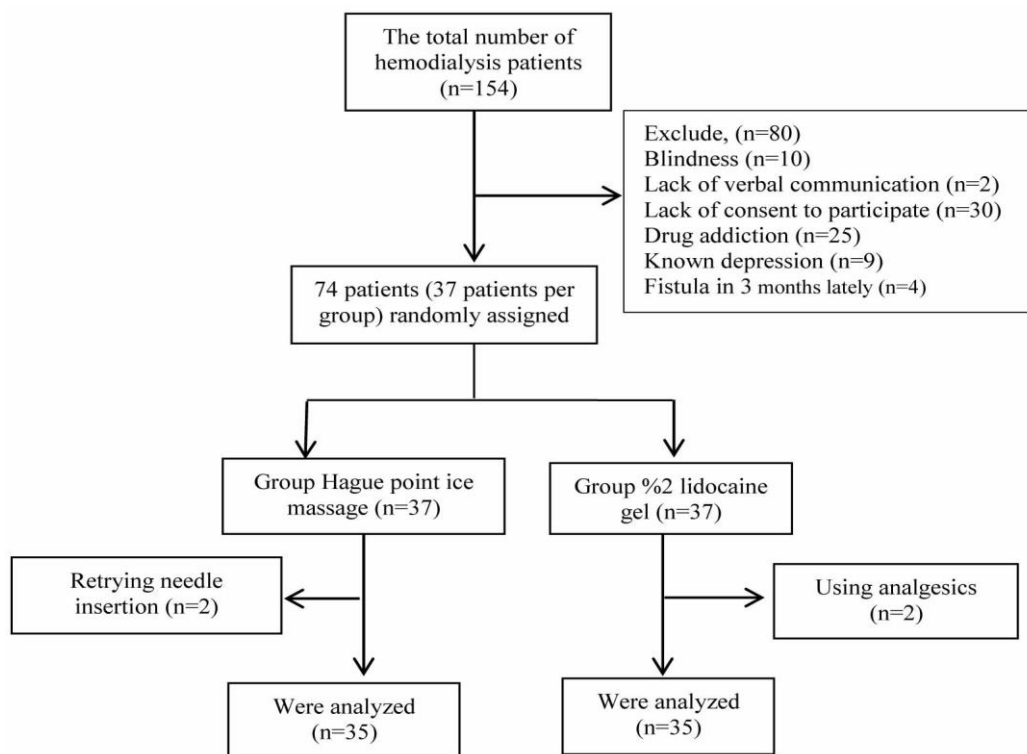 The total number of
hemodialysis patients
(n=154)
Exclude, (n=80)
Blindness (n=10)
Lack of verbal communication (n=2)
Lack of consent to participate (n=30)
Drug addiction (n=25)
Known depression (n=9)
Fistula in 3 months lately (n=4)
74 patients (37 patients per
group) randomly assigned
Group Hague point ice
massage (n=37)
Group %2 lidocaine
gel (n=37)
Retrying needle
insertion (n=2)
Using analgesics
(n=2)
Were analyzed
(n=35)
Were analyzed
(n=35)